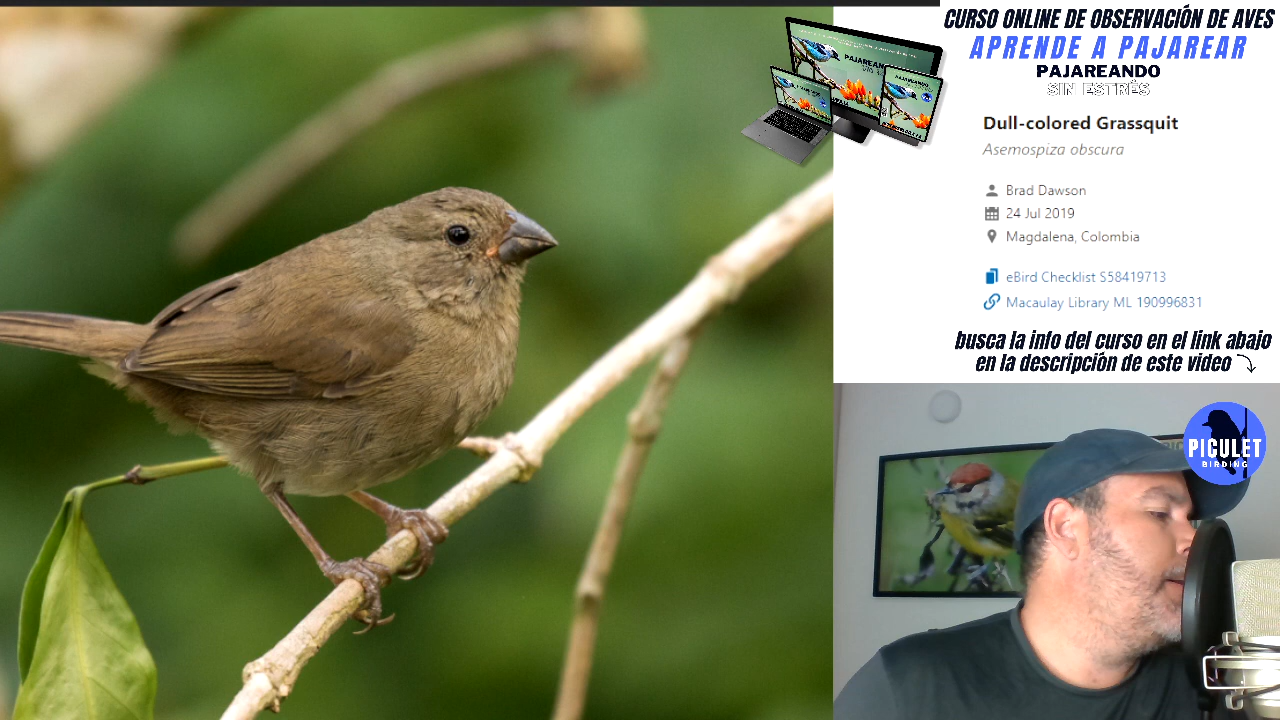 CURSO ONLINE DE OBSERVACIÓN DE AVES
APRENDE A PAJAREAR
PAJAREANDO
SIN ESTRÉS
Dull-colored Grassquit
Asemospiza obscura
Brad Dawson
24 Jul 2019
Magdalena, Colombia
eBird Checklist S58419713
Macaulay Library ML 190996831
busca la info del curso en el link abajo
en la descripción de este video
PICULET
BIRDING